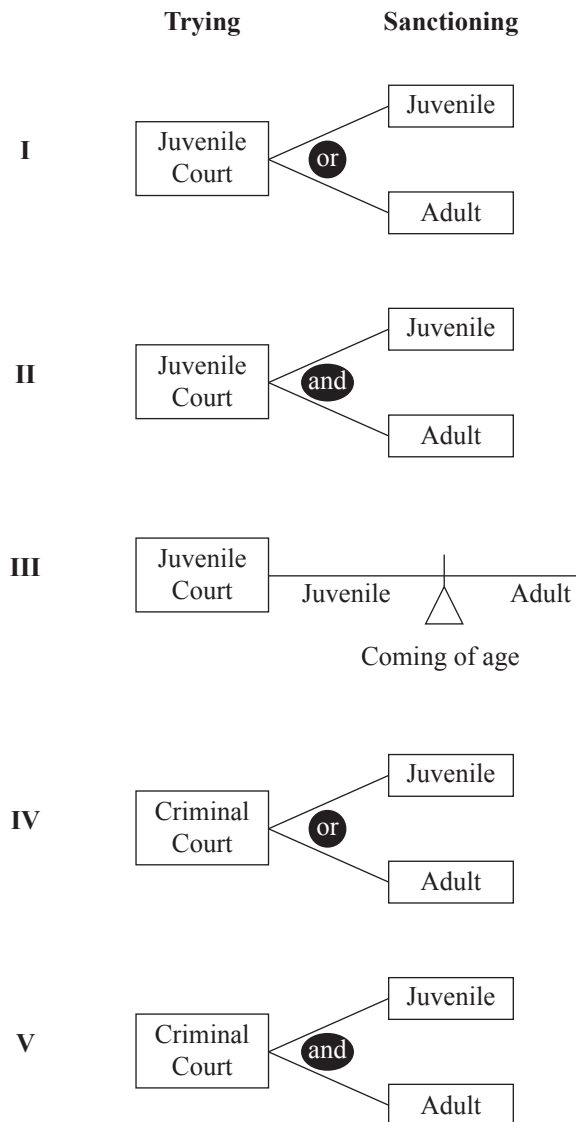 Trying Sanctioning
I
Juvenile
Court
or
Juvenile
Adult
II
Juvenile
Court
and
Juvenile
Adult
III
Juvenile
Court
Juvenile
Adult
Coming of age
IV
Criminal
Court
or
Juvenile
Adult
V
Criminal
Court
and
Juvenile
Adult